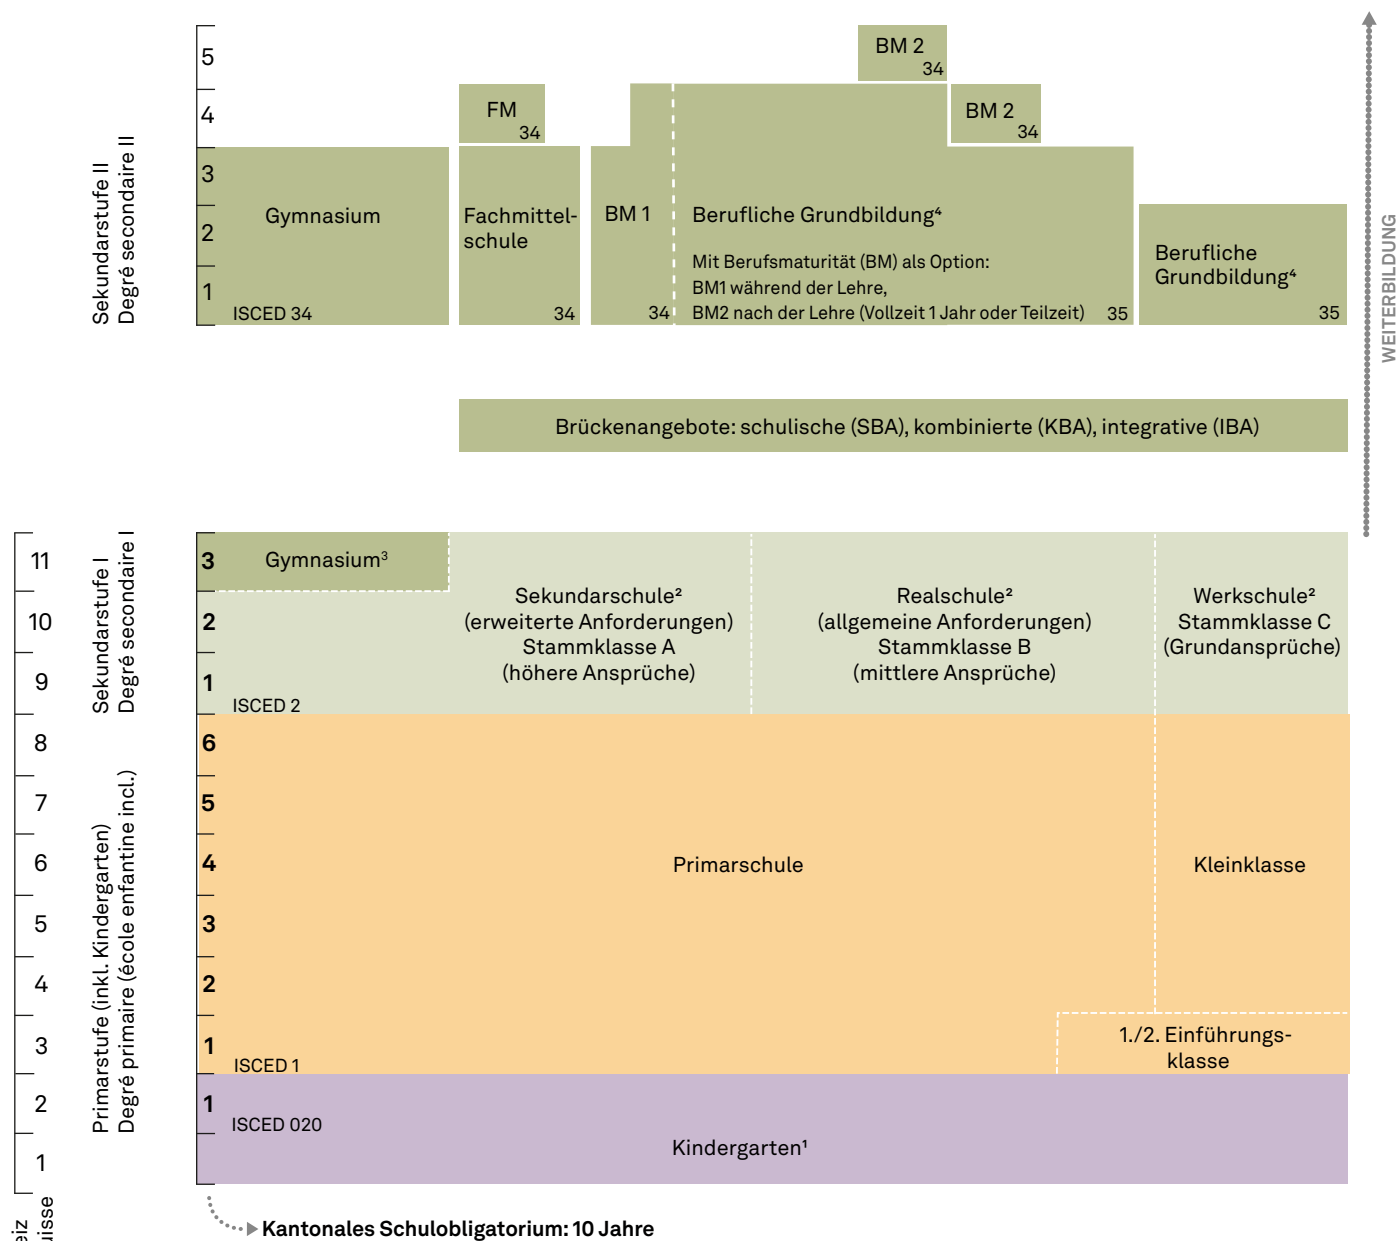 5
BM 2
34
4
FM
34
BM 2
34
Sekundarstufe II
Degré secondaire II
3
2
1
Gymnasium
ISCED 34
Fachmittel-
schule
34
BM 1
34
Berufliche Grundbildung⁴
Mit Berufsmaturität (BM) als Option:
BM1 während der Lehre,
BM2 nach der Lehre (Vollzeit 1 Jahr oder Teilzeit)
35
Berufliche
Grundbildung⁴
35
WEITERBILDUNG
Brückenangebote: schulische (SBA), kombinierte (KBA), integrative (IBA)
11
10
9
Sekundarstufe I
Degré secondaire I
3
2
1
Gymnasium³
ISCED 2
Sekundarschule²
(erweiterte Anforderungen)
Stammklasse A
(höhere Ansprüche)
Realschule²
(allgemeine Anforderungen)
Stammklasse B
(mittlere Ansprüche)
Werkschule²
Stammklasse C
(Grundansprüche)
8
7
6
5
4
3
2
1
Primarstufe (inkl. Kindergarten)
Degré primaire (école enfantine incl.)
6
5
4
3
2
1
ISCED 1
Primarschule
Kleinklasse
1./2. Einführungs-
klasse
1
ISCED 020
Kindergarten¹
Kantonales Schulobligatorium: 10 Jahre